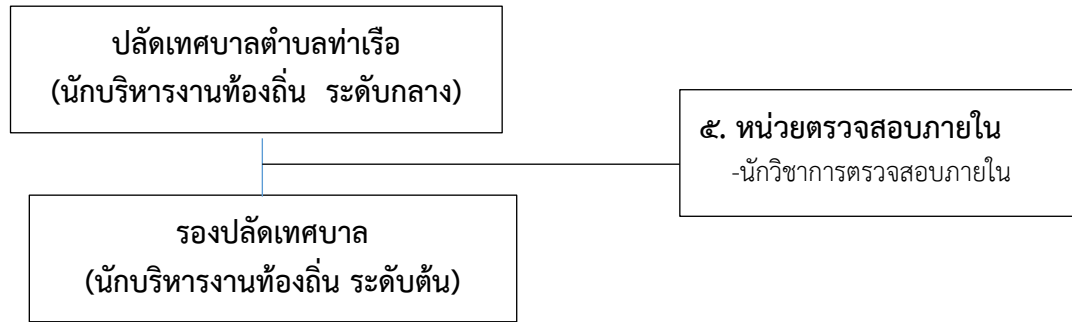 ปลัดเทศบาลตำบลท่าเรือ
(นักบริหารงานท้องถิ่น ระดับกลาง)
๕. หน่วยตรวจสอบภายใน
-นักวิชาการตรวจสอบภายใน
รองปลัดเทศบาล
(นักบริหารงานท้องถิ่น ระดับต้น)